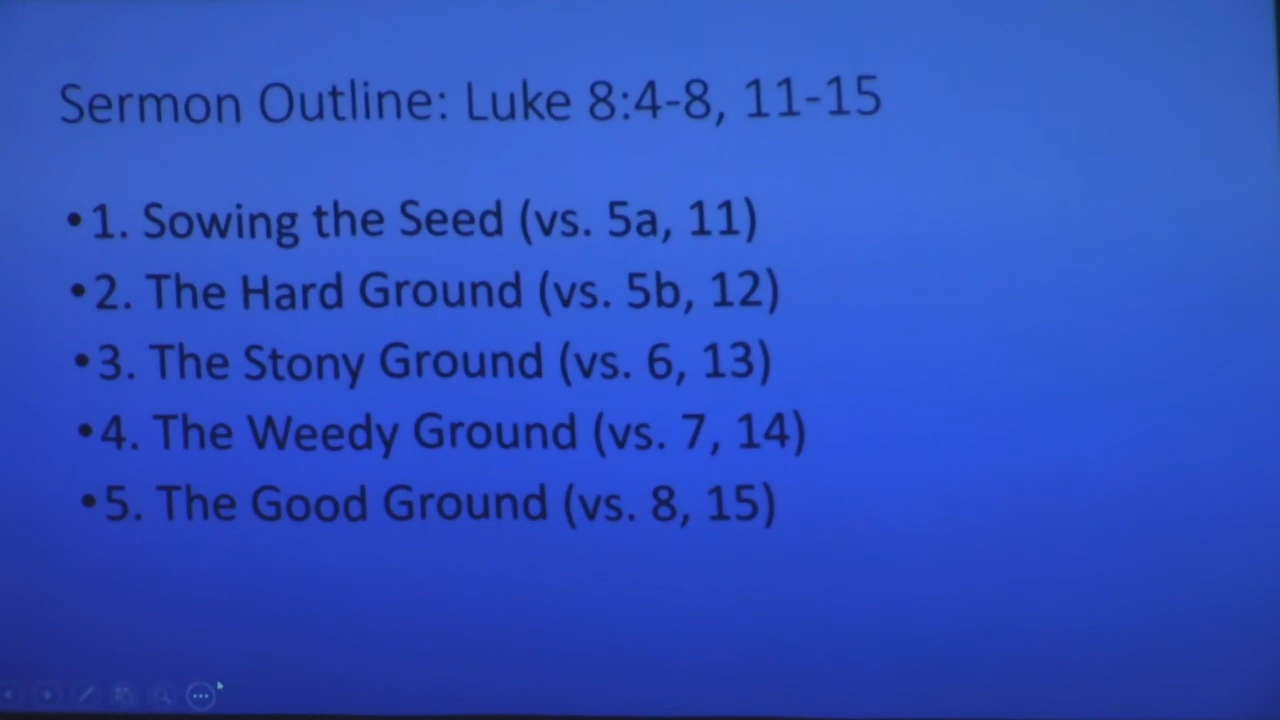 Sermon Outline: Luke 8:4-8, 11-15
•1. Sowing the Seed (vs. 5a, 11)
•2. The Hard Ground (vs. 5b, 12)
•3. The Stony Ground (vs. 6, 13)
•4. The Weedy Ground (vs. 7, 14)
•5. The Good Ground (vs. 8, 15)